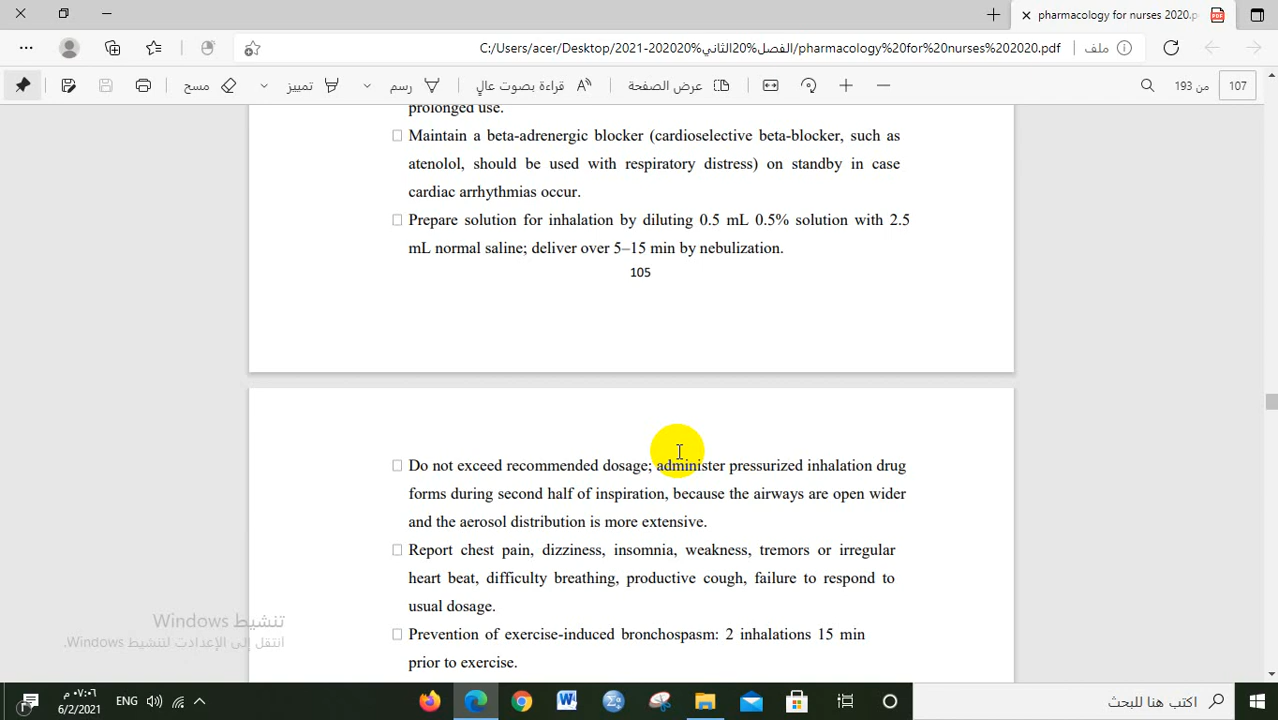 pharmacology for nurses 2020.p
C:/Users/acer/Desktop/2021-202020%الفصل%20الثاني/pharmacology%20for%20nurses%202020.pdf
ملف
مسح
تمييز
رسم
قراءة بصوت عالٍ
عرض الصفحة
من 193
107
prolonged use.
Maintain a beta-adrenergic blocker (cardioselective beta-blocker, such as
atenolol, should be used with respiratory distress) on standby in case
cardiac arrhythmias occur.
Prepare solution for inhalation by diluting 0.5 mL 0.5% solution with 2.5
mL normal saline; deliver over 5–15 min by nebulization.
105
Do not exceed recommended dosage; administer pressurized inhalation drug
forms during second half of inspiration, because the airways are open wider
and the aerosol distribution is more extensive.
Report chest pain, dizziness, insomnia, weakness, tremors or irregular
heart beat, difficulty breathing, productive cough, failure to respond to
usual dosage.
Prevention of exercise-induced bronchospasm: 2 inhalations 15 min
prior to exercise.
تنشيط Windows
انتقل إلى الإعدادت لتنشيط Windows.
٠٧:٠٦ م
6/2/2021
ENG
اكتب هنا للبحث